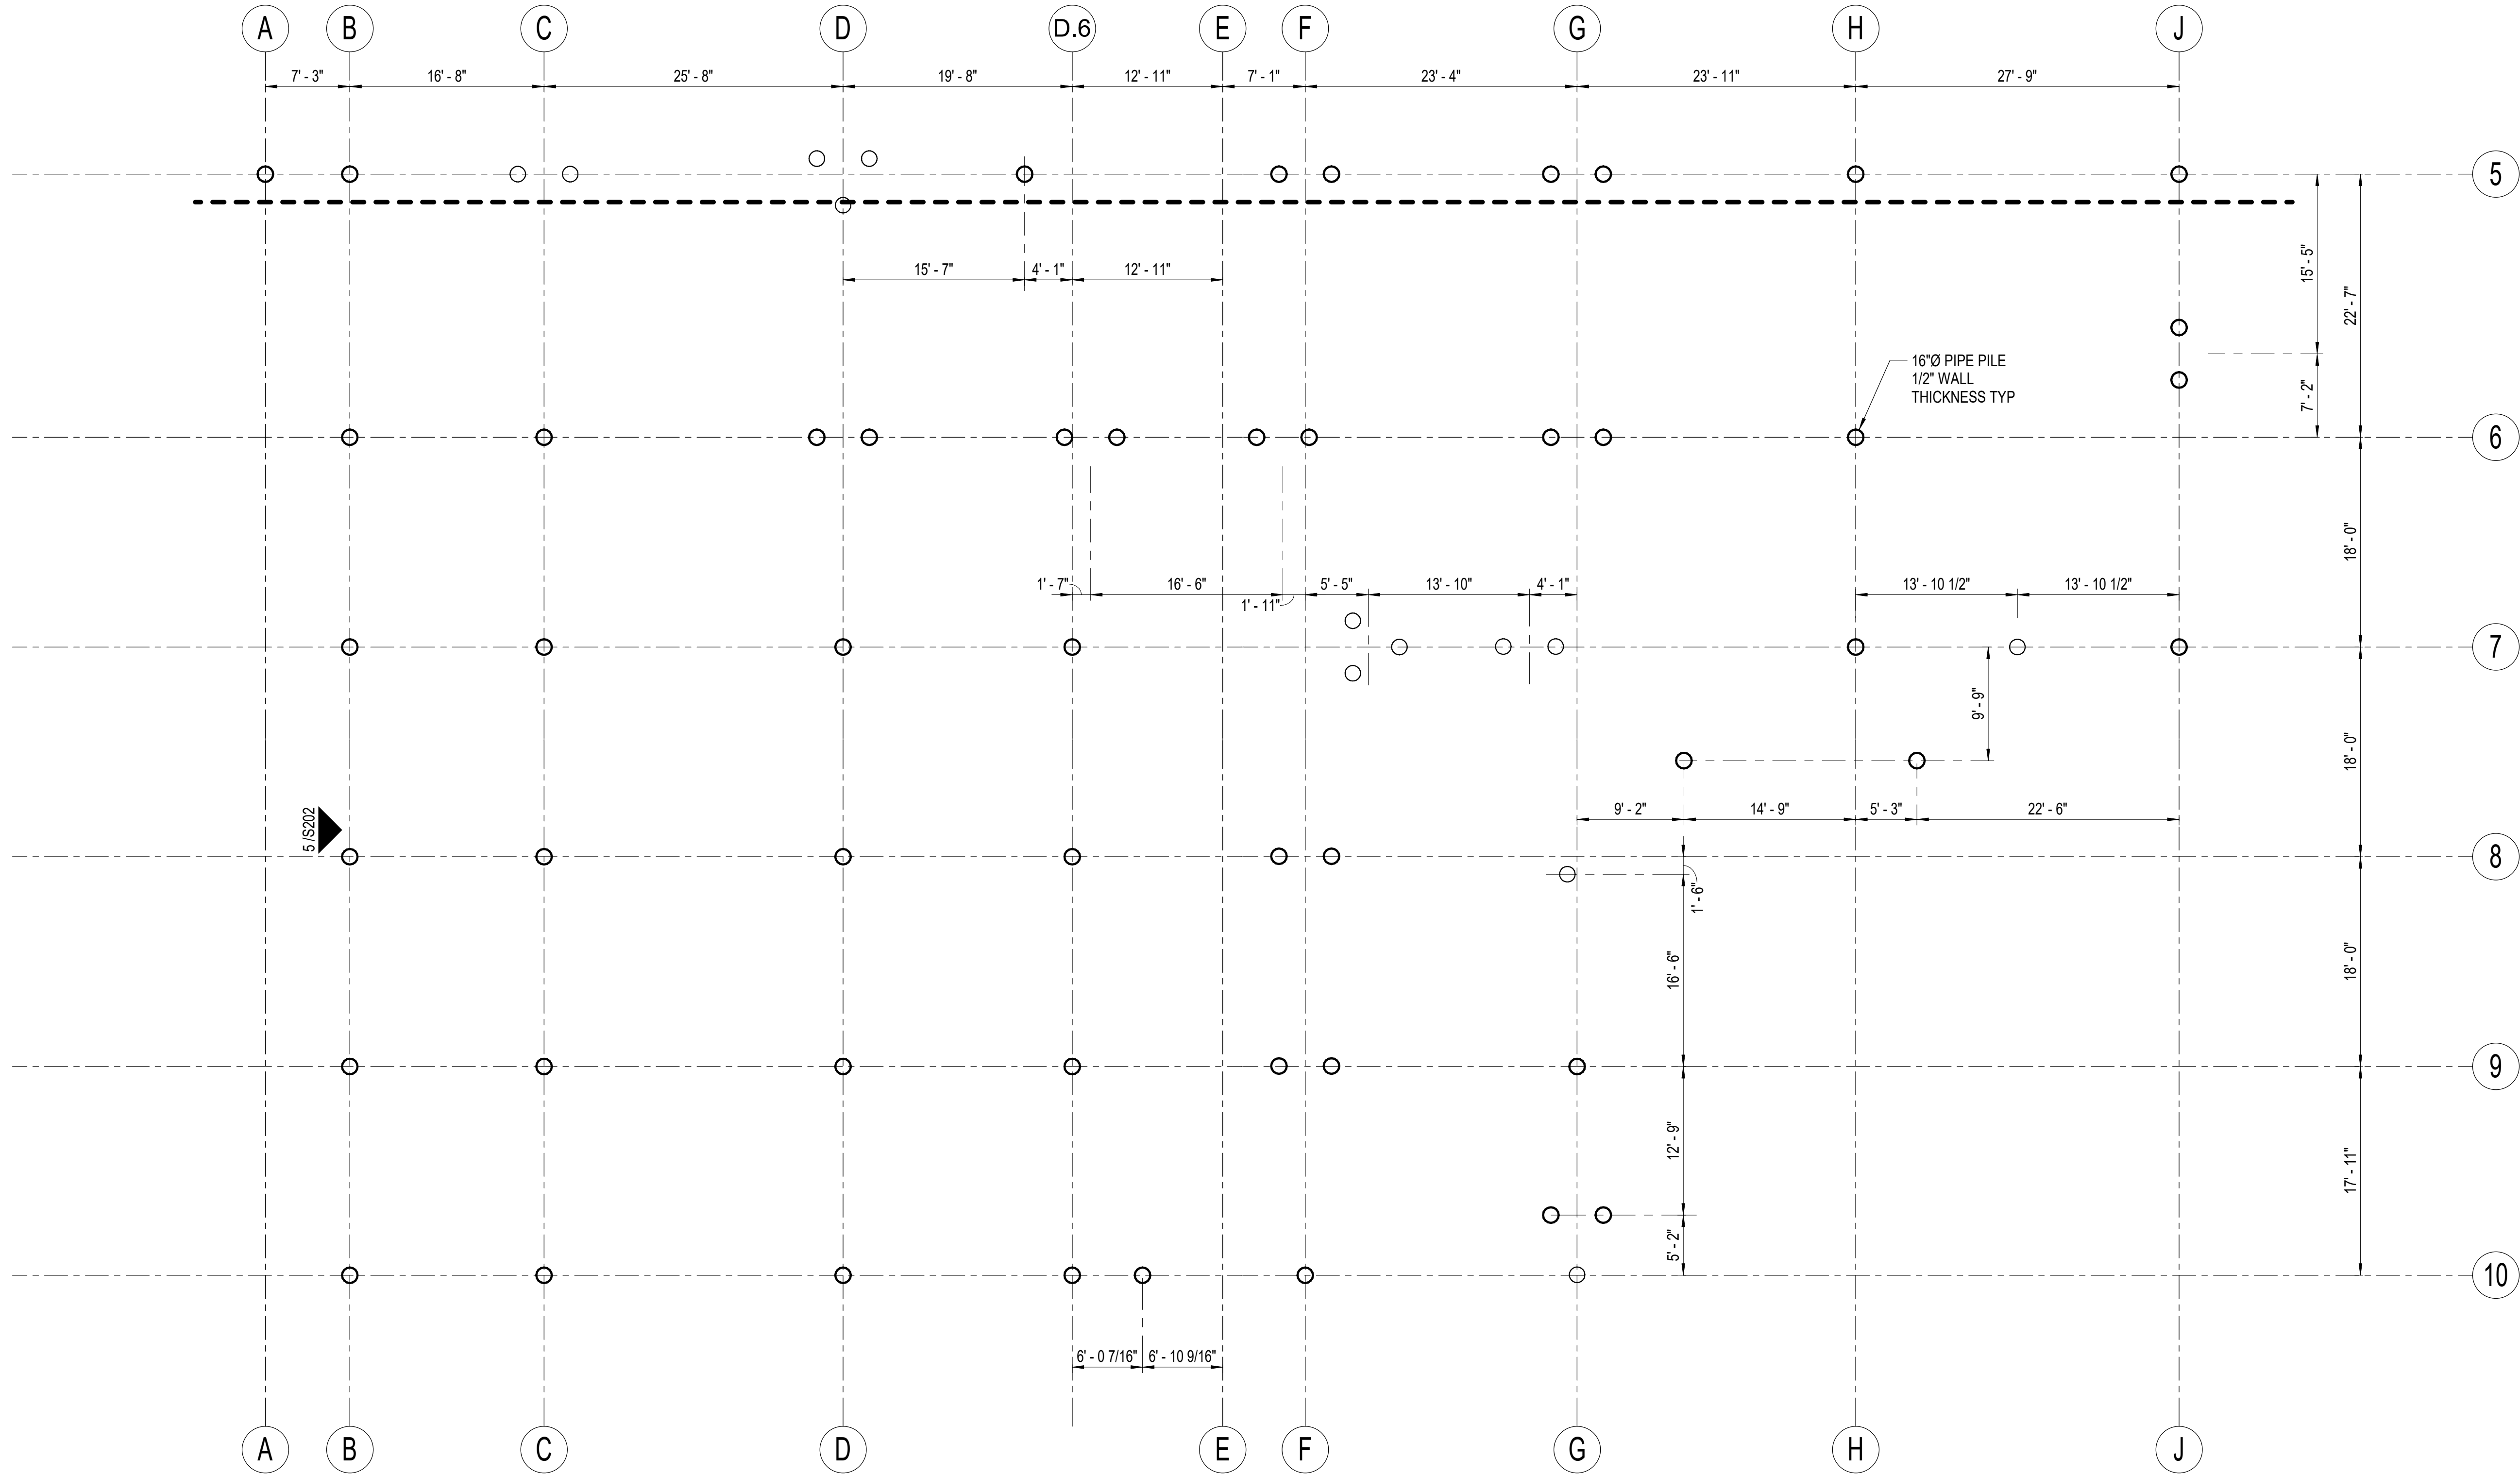 A B C D D.6 E F G H J
7' - 3" 16' - 8" 25' - 8" 19' - 8" 12' - 11" 7' - 1" 23' - 4" 23' - 11" 27' - 9"
5
15' - 5"
22' - 7"
15' - 7" 4' - 1" 12' - 11"
16"Ø PIPE PILE
1/2" WALL
THICKNESS TYP
7' - 2"
6
18' - 0"
1' - 7" 16' - 6" 1' - 11" 5' - 5" 13' - 10" 4' - 1" 13' - 10 1/2" 13' - 10 1/2"
7
9' - 9"
18' - 0"
9' - 2" 14' - 9" 5' - 3" 22' - 6"
5 /S202
8
1' - 6"
16' - 6"
18' - 0"
9
12' - 9"
17' - 11"
5' - 2"
10
6' - 0 7/16" 6' - 10 9/16"
A B C D E F G H J